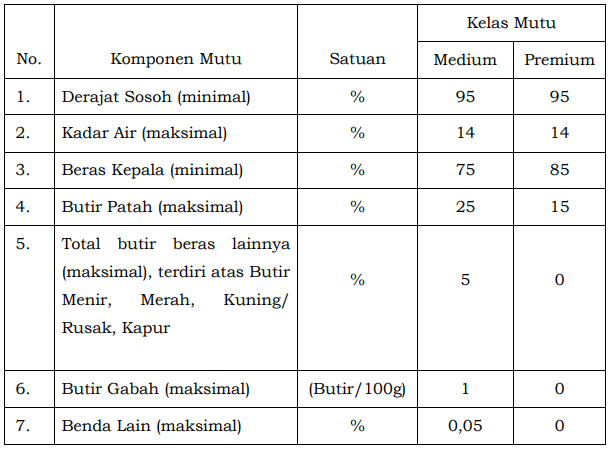 No. Komponen Mutu Satuan Kelas Mutu
Medium Premium
1. Derajat Sosoh (minimal) % 95 95
2. Kadar Air (maksimal) % 14 14
3. Beras Kepala (minimal) % 75 85
4. Butir Patah (maksimal) % 25 15
5. Total butir beras lainnya
(maksimal), terdiri atas Butir
Menir, Merah, Kuning/
Rusak, Kapur
% 5 0
6. Butir Gabah (maksimal) (Butir/100g) 1 0
7. Benda Lain (maksimal) % 0,05 0